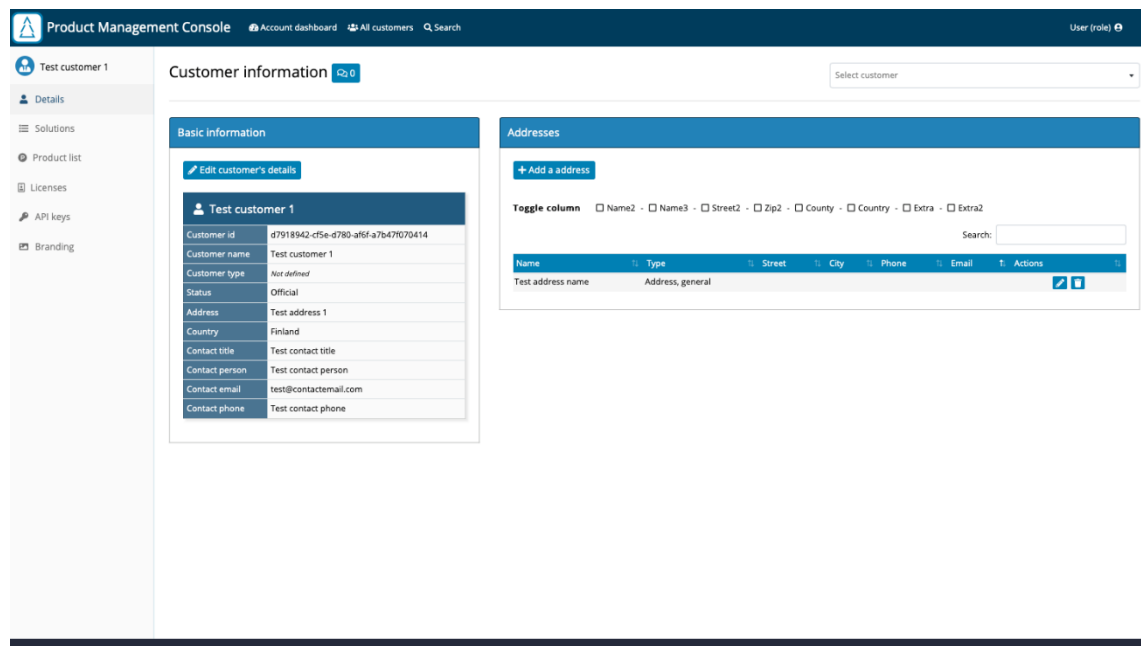 Product Management Console Account dashboard All customers Search User (role)
Test customer 1
Details
Solutions
Product list
Licenses
API keys
Branding
Customer information 0
Select customer
Basic information
Edit customer's details
Test customer 1
Customer id d7918942-cf5e-d780-af6f-a7b47f070414
Customer name Test customer 1
Customer type Not defined
Status Official
Address Test address 1
Country Finland
Contact title Test contact title
Contact person Test contact person
Contact email test@contactemail.com
Contact phone Test contact phone
Addresses
+ Add a address
Toggle column Name2 - Name3 - Street2 - Zip2 - County - Country - Extra - Extra2
Search:
Name Type Street City Phone Email Actions
Test address name Address, general